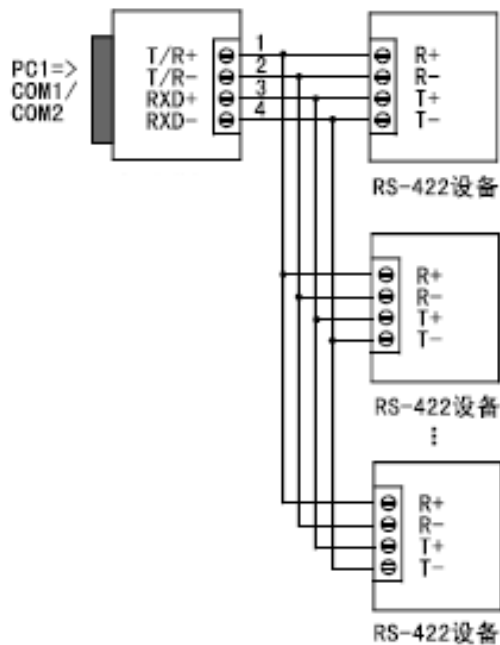 PC1=>
COM1/
COM2
T/R+
T/R-
RXD+
RXD-
1
2
3
4
R+
R-
T+
T-
RS-422设备
R+
R-
T+
T-
RS-422设备
⋮
R+
R-
T+
T-
RS-422设备